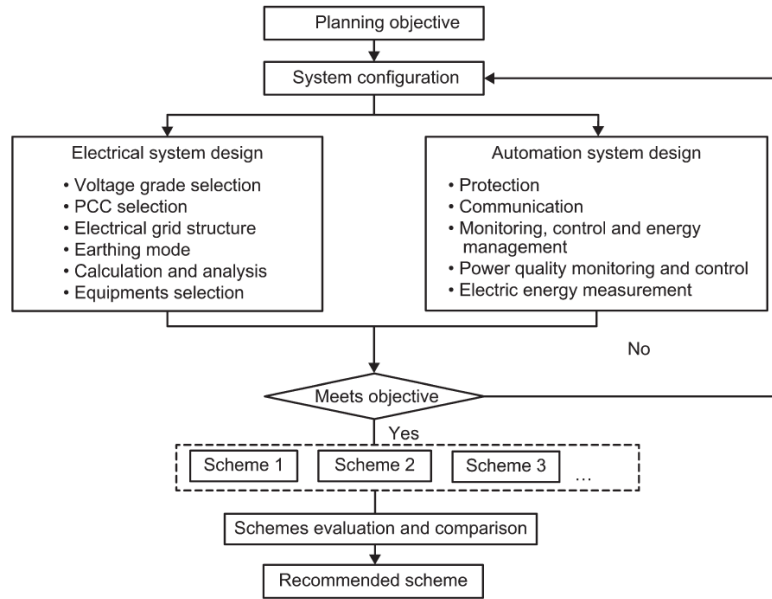 Planning objective
System configuration
Electrical system design
• Voltage grade selection
• PCC selection
• Electrical grid structure
• Earthing mode
• Calculation and analysis
• Equipments selection
Automation system design
• Protection
• Communication
• Monitoring, control and energy
management
• Power quality monitoring and control
• Electric energy measurement
No
Meets objective
Yes
Scheme 1
Scheme 2
Scheme 3
...
Schemes evaluation and comparison
Recommended scheme